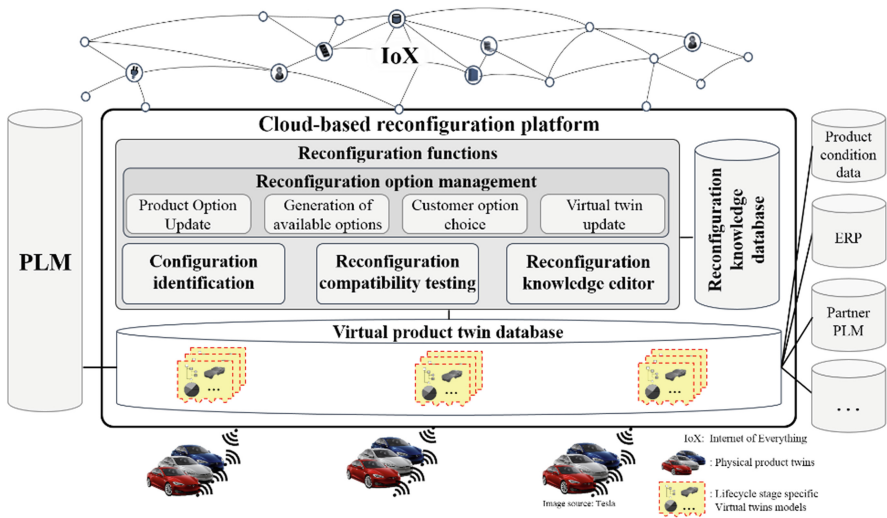 IoX
Cloud-based reconfiguration platform
Reconfiguration functions
Reconfiguration option management
Product Option
Update
Generation of
available options
Customer option
choice
Virtual twin
update
Configuration
identification
Reconfiguration
compatibility testing
Reconfiguration
knowledge editor
Reconfiguration
knowledge
database
PLM
Virtual product twin database
...
...
...
Product
condition
data
ERP
Partner
PLM
...
IoX: Internet of Everything
: Physical product twins
Image source: Tesla
...
: Lifecycle stage specific
Virtual twins models